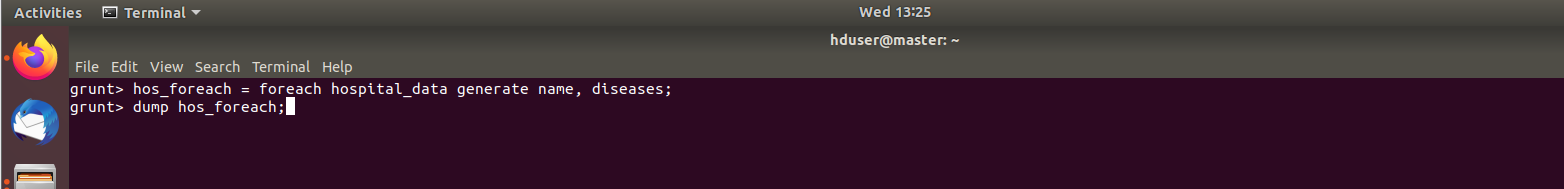 Activities Terminal Wed 13:25
hduser@master: ~
File Edit View Search Terminal Help
grunt> hos_foreach = foreach hospital_data generate name, diseases;
grunt> dump hos_foreach;